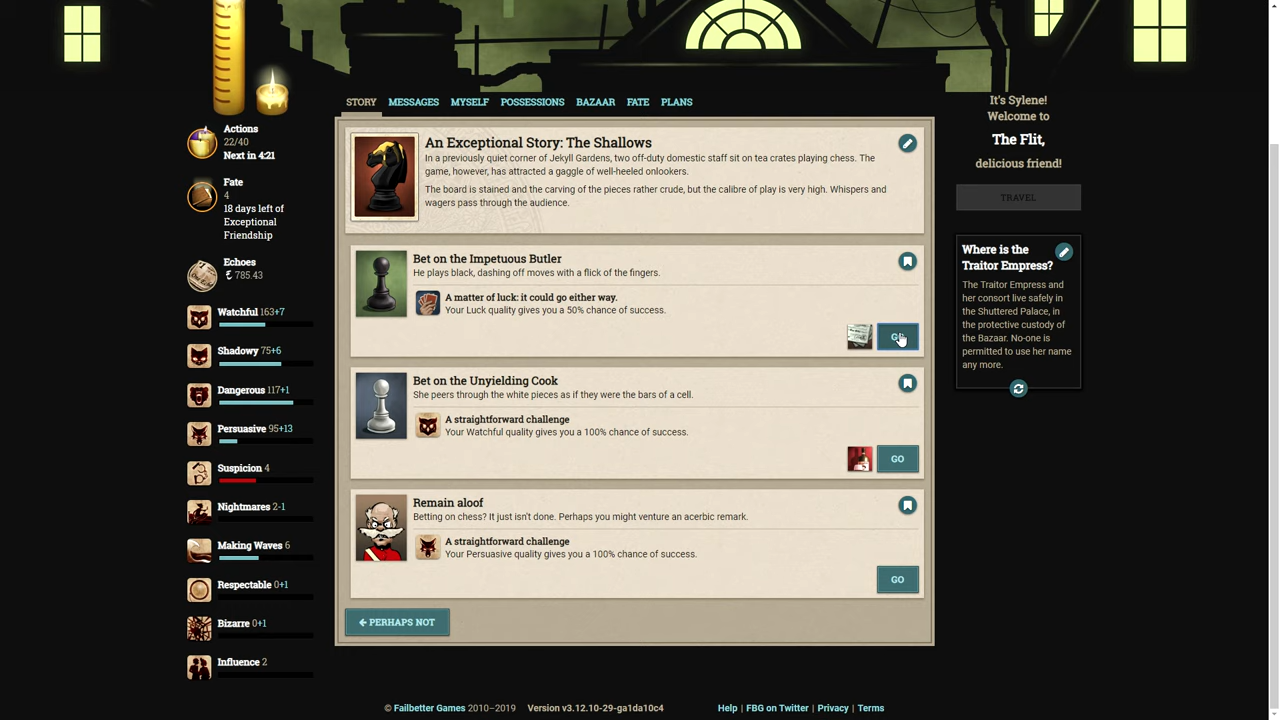 STORY MESSAGES MYSELF POSSESSIONS BAZAAR FATE PLANS
Actions
22/40
Next in 4:21
Fate
4
18 days left of
Exceptional
Friendship
Echoes
785.43
Watchful 163+7
Shadowy 75+6
Dangerous 117+1
Persuasive 95+13
Suspicion 4
Nightmares 2-1
Making Waves 6
Respectable 0+1
Bizarre 0+1
Influence 2
An Exceptional Story: The Shallows
In a previously quiet corner of Jekyll Gardens, two off-duty domestic staff sit on tea crates playing chess. The
game, however, has attracted a gaggle of well-heeled onlookers.
The board is stained and the carving of the pieces rather crude, but the calibre of play is very high. Whispers and
wagers pass through the audience.
Bet on the Impetuous Butler
He plays black, dashing off moves with a flick of the fingers.
A matter of luck: it could go either way.
Your Luck quality gives you a 50% chance of success.
Bet on the Unyielding Cook
She peers through the white pieces as if they were the bars of a cell.
A straightforward challenge
Your Watchful quality gives you a 100% chance of success.
GO
Remain aloof
Betting on chess? It just isn't done. Perhaps you might venture an acerbic remark.
A straightforward challenge
Your Persuasive quality gives you a 100% chance of success.
GO
PERHAPS NOT
It's Sylene!
Welcome to
The Flit,
delicious friend!
TRAVEL
Where is the
Traitor Empress?
The Traitor Empress and
her consort live safely in
the Shuttered Palace, in
the protective custody of
the Bazaar. No-one is
permitted to use her name
any more.
© Failbetter Games 2010–2019 Version v3.12.10-29-ga1da10c4 Help | FBG on Twitter | Privacy | Terms